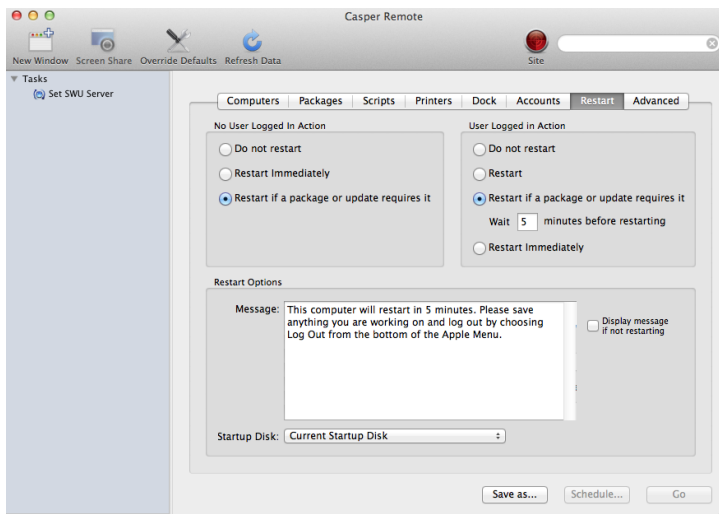 Casper Remote
New Window Screen Share Override Defaults Refresh Data Site
Tasks
Set SWU Server
Computers Packages Scripts Printers Dock Accounts Restart Advanced
No User Logged In Action
Do not restart
Restart Immediately
Restart if a package or update requires it
User Logged in Action
Do not restart
Restart
Restart if a package or update requires it
Wait 5 minutes before restarting
Restart Immediately
Restart Options
Message: This computer will restart in 5 minutes. Please save
anything you are working on and log out by choosing
Log Out from the bottom of the Apple Menu.
Display message
if not restarting
Startup Disk: Current Startup Disk
Save as... Schedule... Go